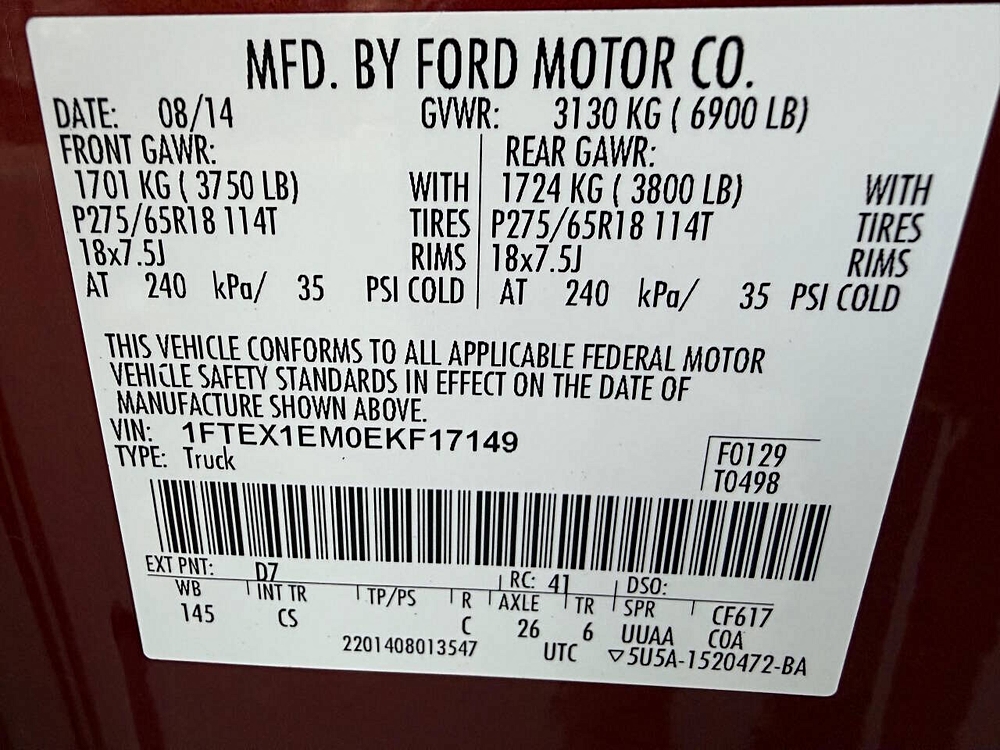 MFD. BY FORD MOTOR CO.
DATE: 08/14 GVWR: 3130 KG ( 6900 LB)
FRONT GAWR: REAR GAWR:
1701 KG ( 3750 LB) WITH 1724 KG ( 3800 LB) WITH
P275/65R18 114T TIRES P275/65R18 114T TIRES
18x7.5J RIMS 18x7.5J RIMS
AT 240 kPa/ 35 PSI COLD AT 240 kPa/ 35 PSI COLD
THIS VEHICLE CONFORMS TO ALL APPLICABLE FEDERAL MOTOR
VEHICLE SAFETY STANDARDS IN EFFECT ON THE DATE OF
MANUFACTURE SHOWN ABOVE.
VIN: 1FTEX1EM0EKF17149
TYPE: Truck
F0129
T0498
EXT PNT: D7 RC: 41 DSO:
WB INT TR TP/PS R AXLE TR SPR CF617
145 CS C 26 6 UUAA COA
2201408013547 UTC ▽5U5A-1520472-BA